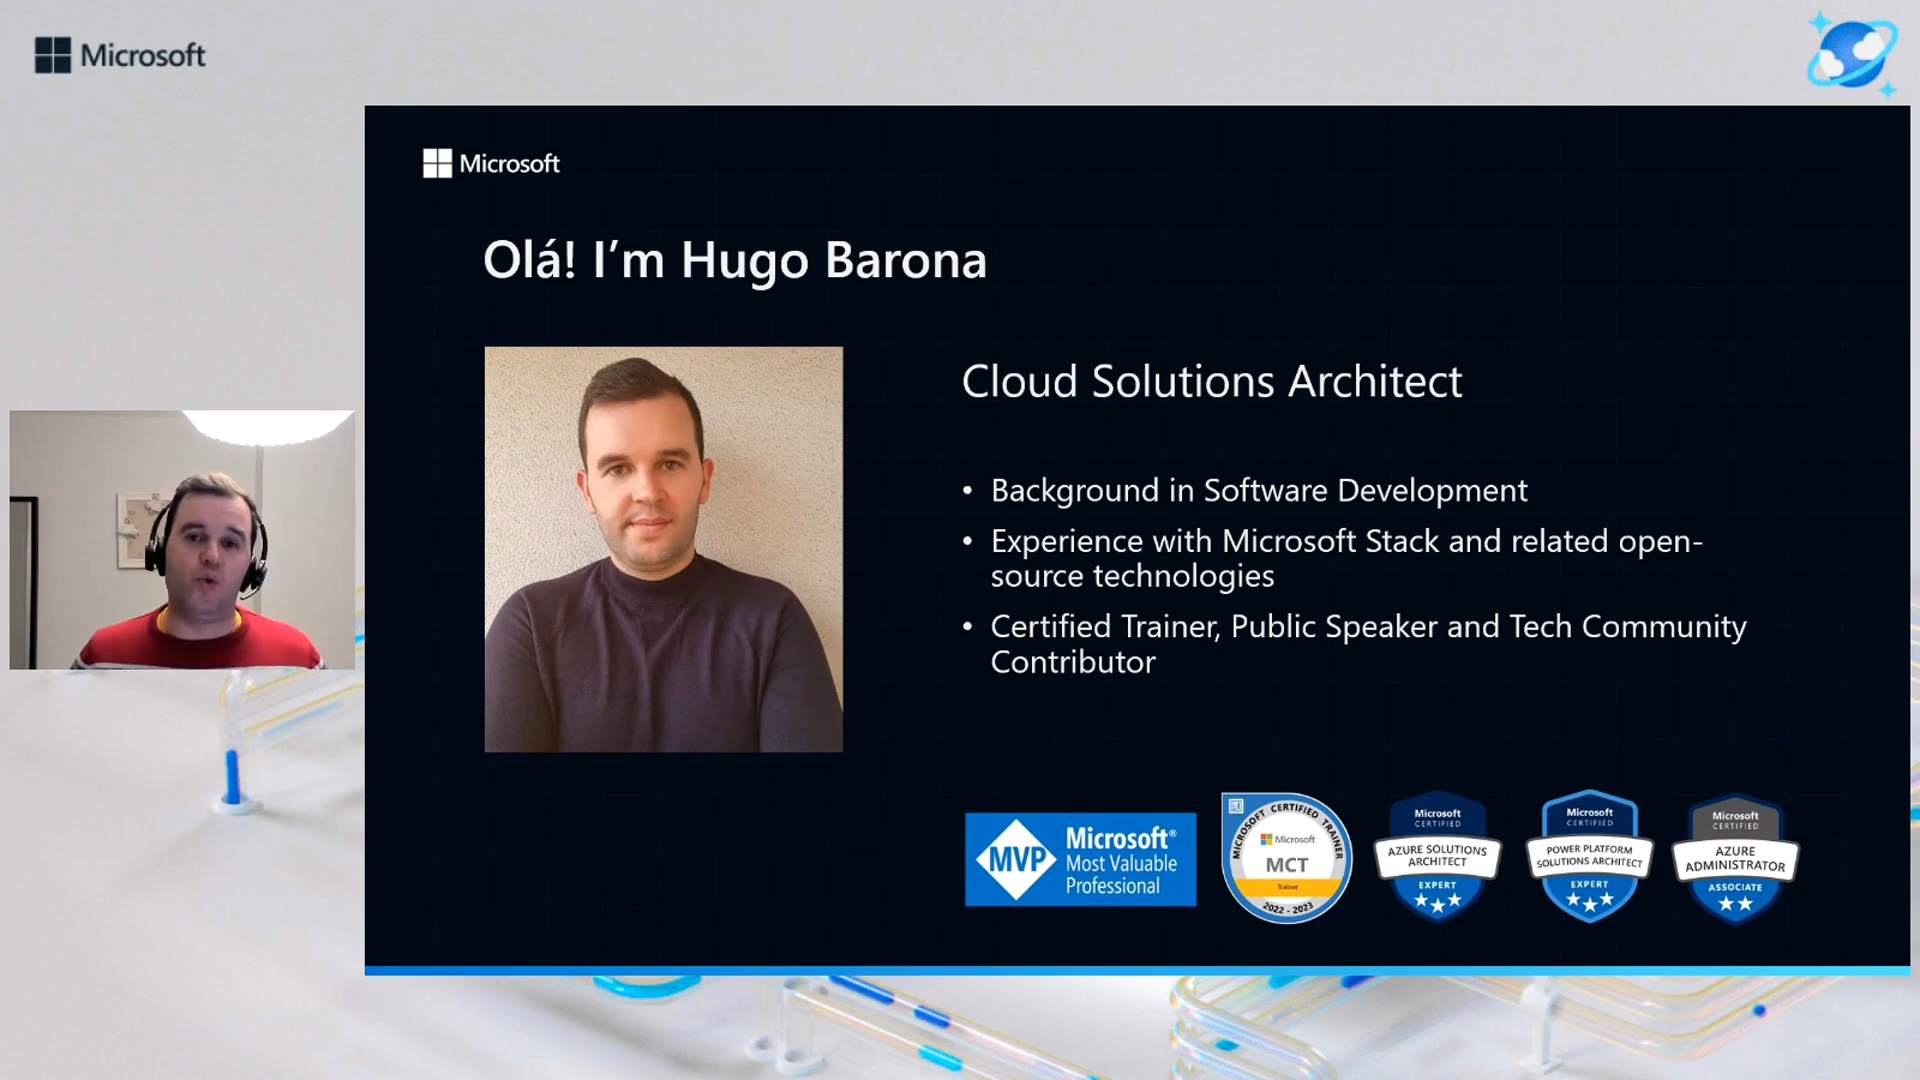 Microsoft
Microsoft
Olá! I’m Hugo Barona
Cloud Solutions Architect
• Background in Software Development
• Experience with Microsoft Stack and related open-
source technologies
• Certified Trainer, Public Speaker and Tech Community
Contributor
MVP
Microsoft®
Most Valuable
Professional
MICROSOFT CERTIFIED TRAINER
Microsoft
MCT
Trainer
2022 - 2023
Microsoft
CERTIFIED
AZURE SOLUTIONS
ARCHITECT
EXPERT
Microsoft
CERTIFIED
POWER PLATFORM
SOLUTIONS ARCHITECT
EXPERT
Microsoft
CERTIFIED
AZURE
ADMINISTRATOR
ASSOCIATE